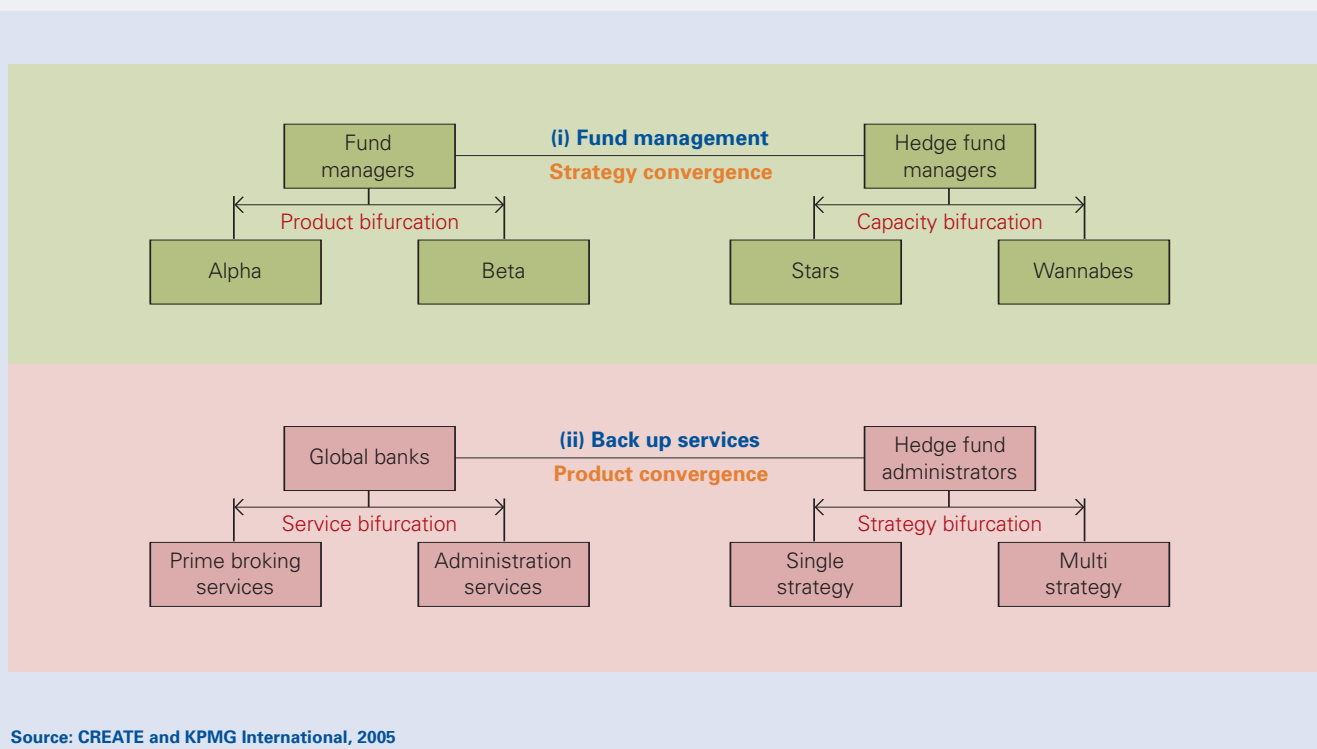 Fund
managers
(i) Fund management
Strategy convergence
Hedge fund
managers
Product bifurcation
Capacity bifurcation
Alpha
Beta
Stars
Wannabes
Global banks
(ii) Back up services
Product convergence
Hedge fund
administrators
Service bifurcation
Strategy bifurcation
Prime broking
services
Administration
services
Single
strategy
Multi
strategy
Source: CREATE and KPMG International, 2005